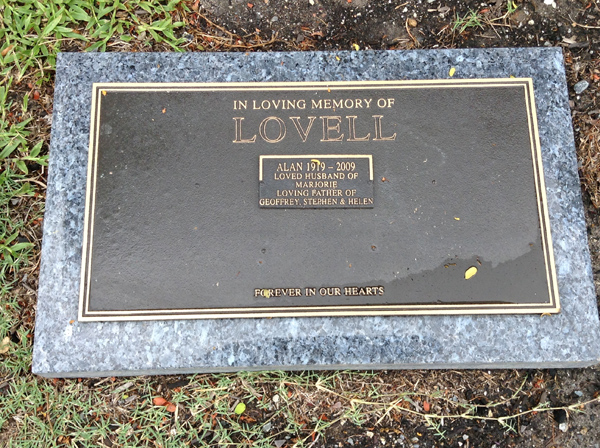 IN LOVING MEMORY OF
LOVELL
ALAN 1919 – 2009
LOVED HUSBAND OF
MARJORIE
LOVING FATHER OF
GEOFFREY, STEPHEN & HELEN
FOREVER IN OUR HEARTS